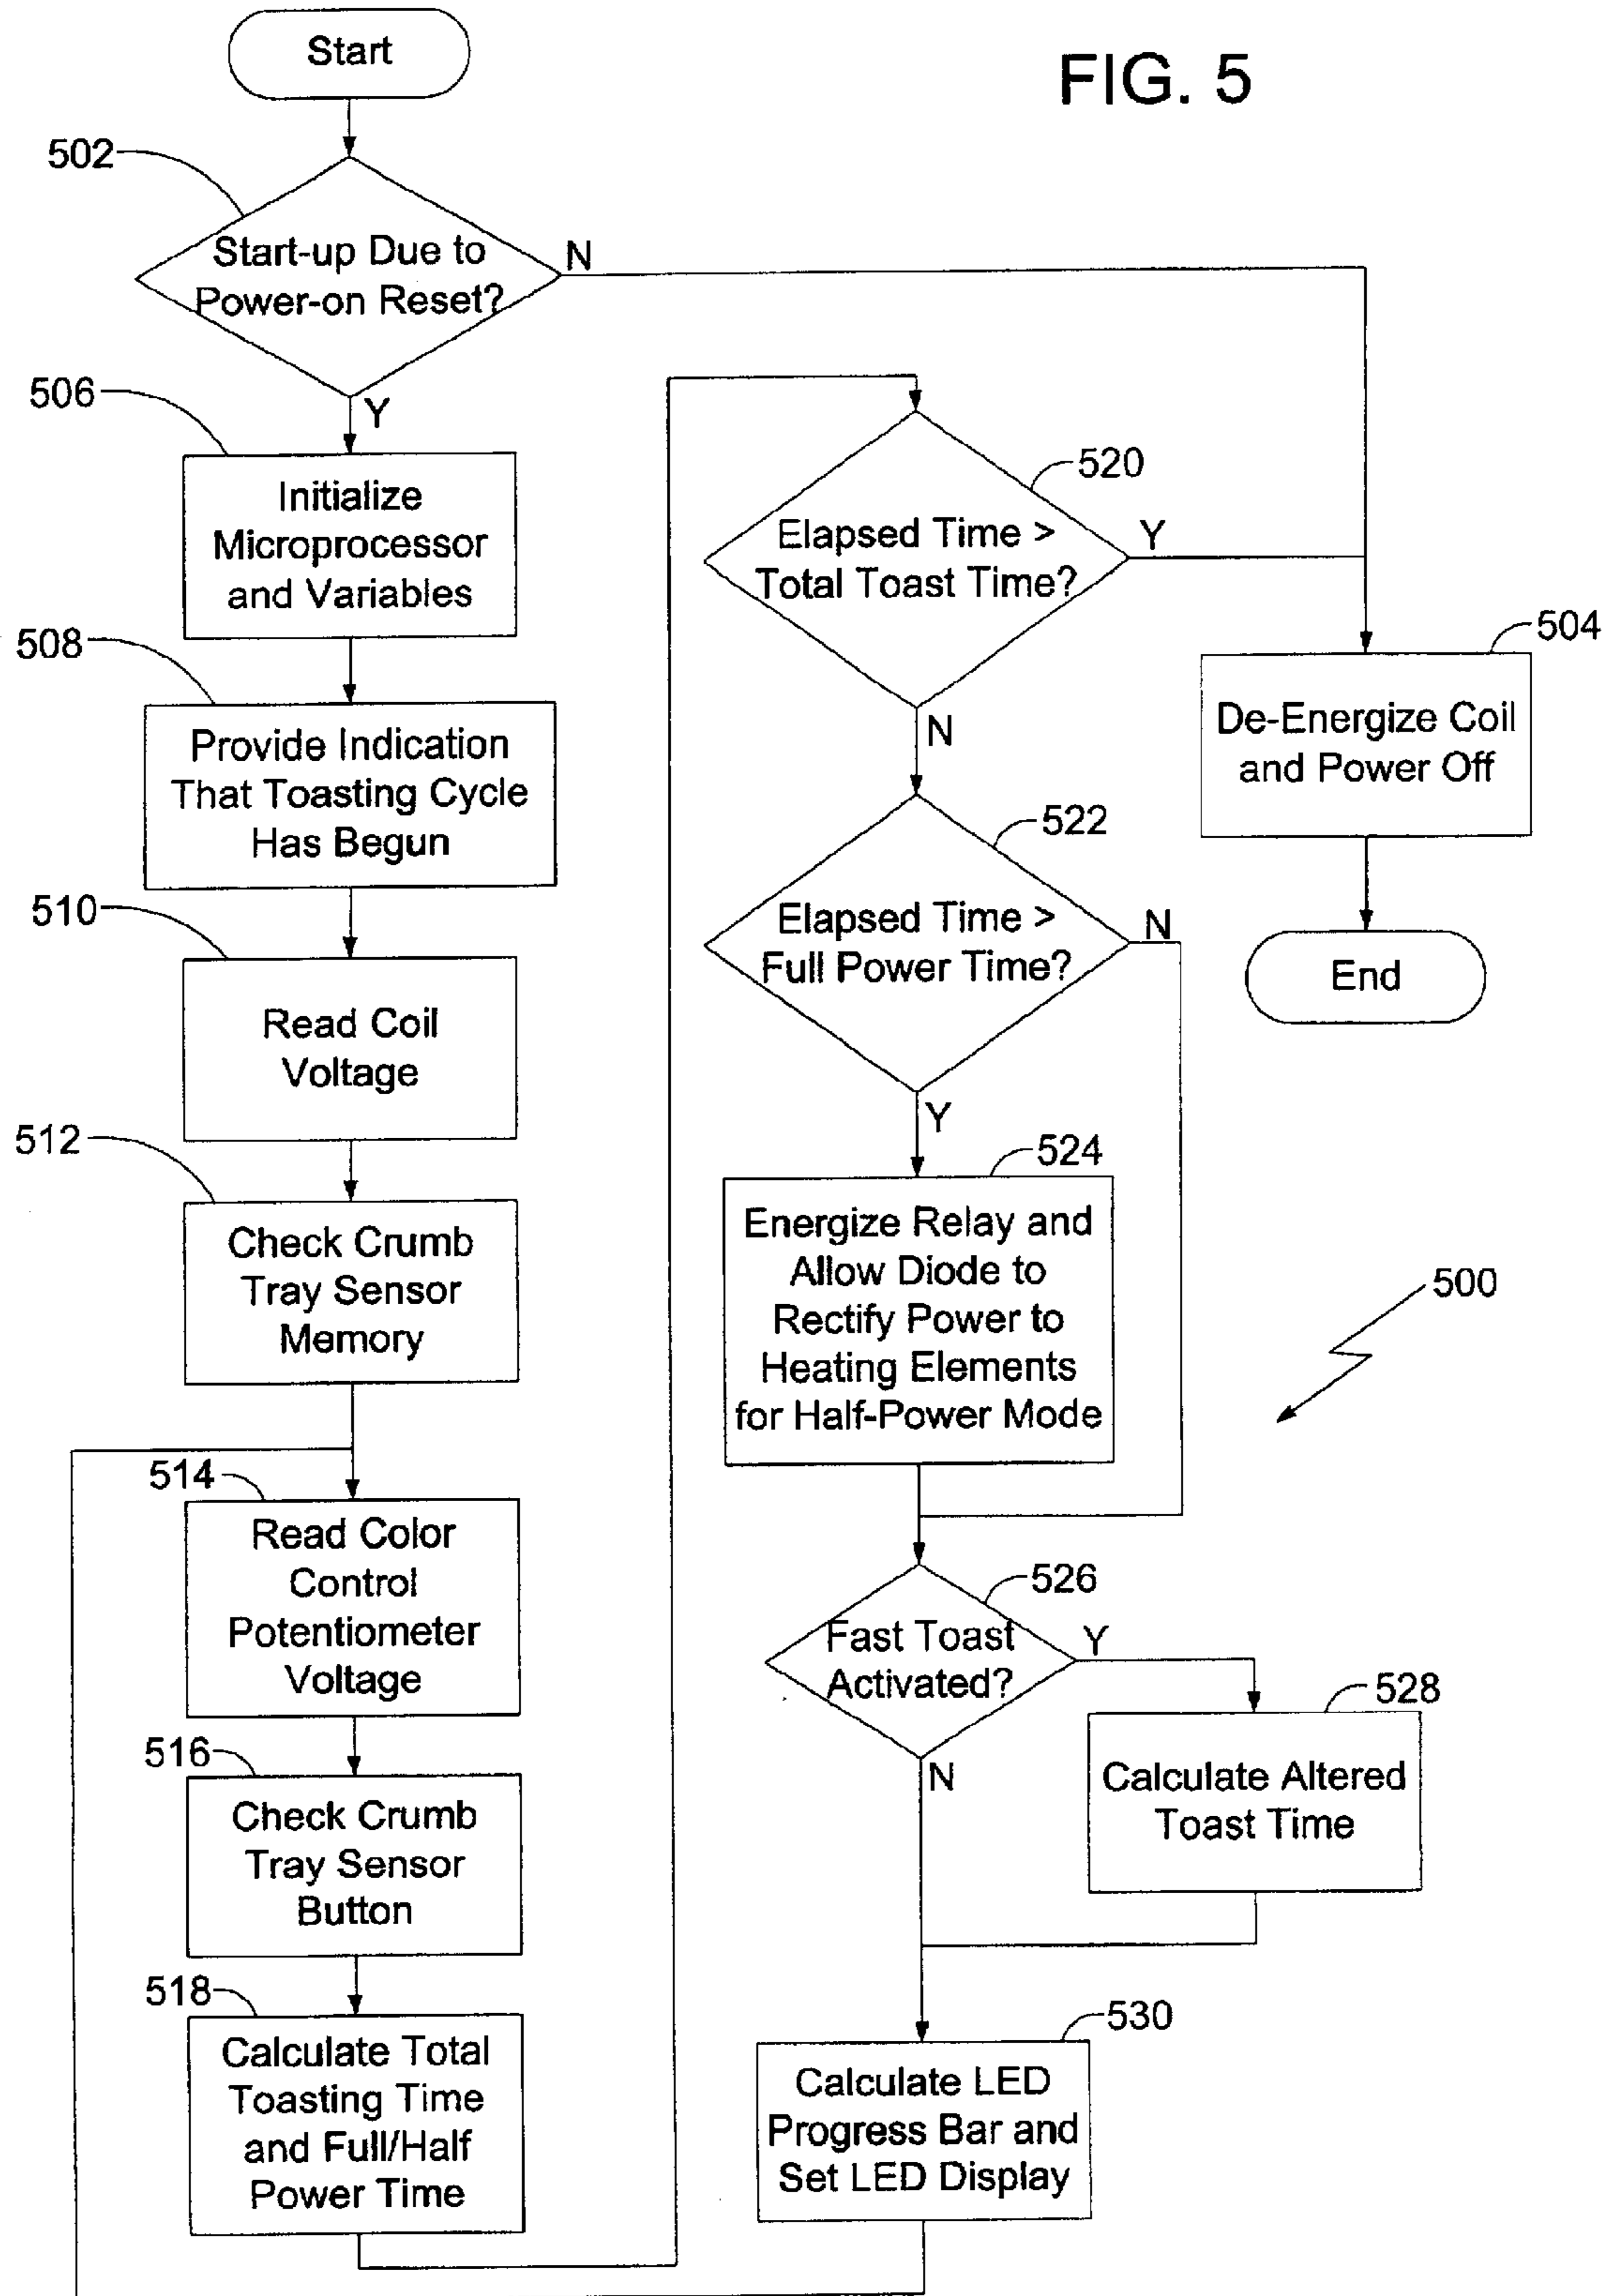 FIG. 5
Start
502
Start-up Due to
Power-on Reset?
N
Y
506
Initialize
Microprocessor
and Variables
508
Provide Indication
That Toasting Cycle
Has Begun
510
Read Coil
Voltage
512
Check Crumb
Tray Sensor
Memory
514
Read Color
Control
Potentiometer
Voltage
516
Check Crumb
Tray Sensor
Button
518
Calculate Total
Toasting Time
and Full/Half
Power Time
520
Elapsed Time >
Total Toast Time?
Y
N
504
De-Energize Coil
and Power Off
End
522
Elapsed Time >
Full Power Time?
N
Y
524
Energize Relay and
Allow Diode to
Rectify Power to
Heating Elements
for Half-Power Mode
500
526
Fast Toast
Activated?
Y
N
528
Calculate Altered
Toast Time
530
Calculate LED
Progress Bar and
Set LED Display